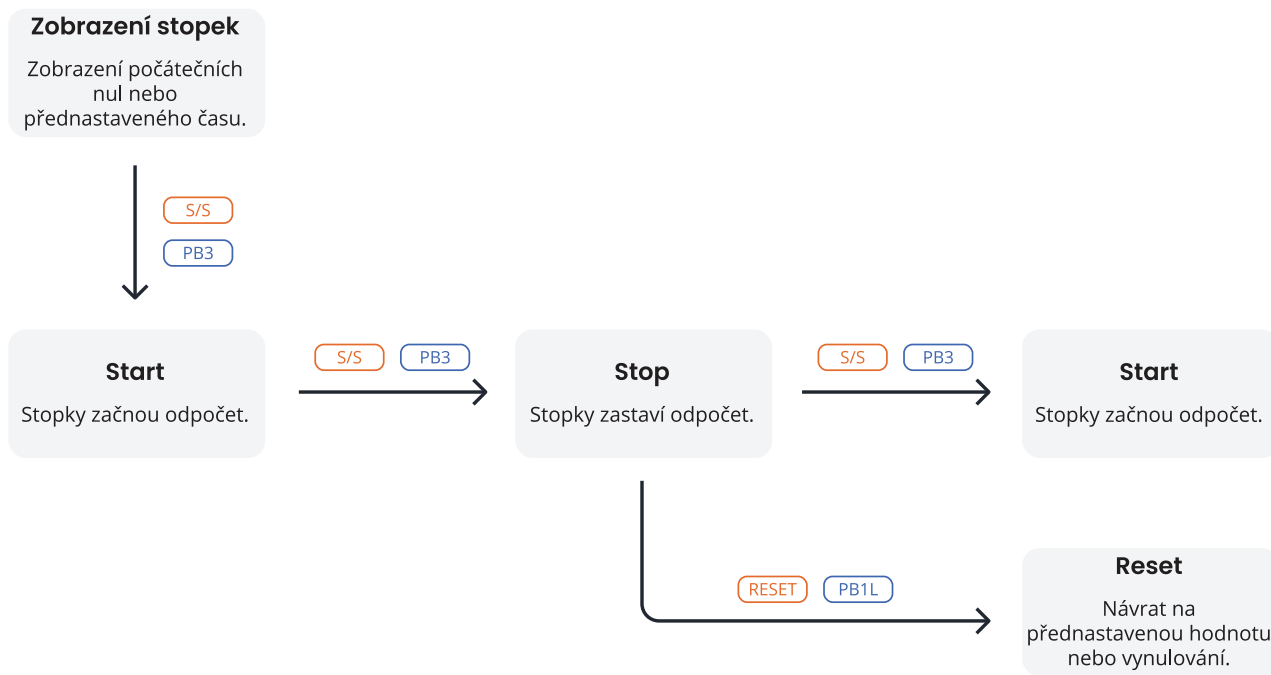 Zobrazení stopek
Zobrazení počátečních
nul nebo
přednastaveného času.
S/S
PB3
Start
Stopky začnou odpočet.
S/S PB3
Stop
Stopky zastaví odpočet.
S/S PB3
Start
Stopky začnou odpočet.
RESET PB1L
Reset
Návrat na
přednastavenou hodnotu
nebo vynulování.